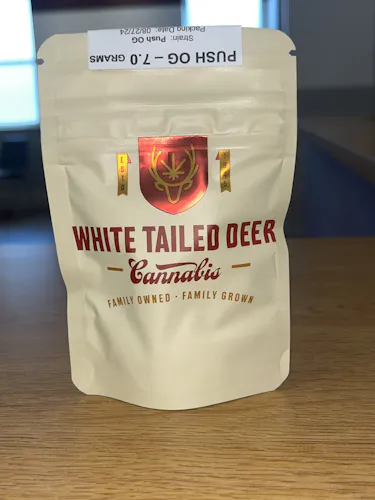 PUSH OG – 7.0 GRAMS
Strain: Push OG
Packing Date: 08/27/24
WHITE TAILED DEER
Cannabis
FAMILY OWNED · FAMILY GROWN